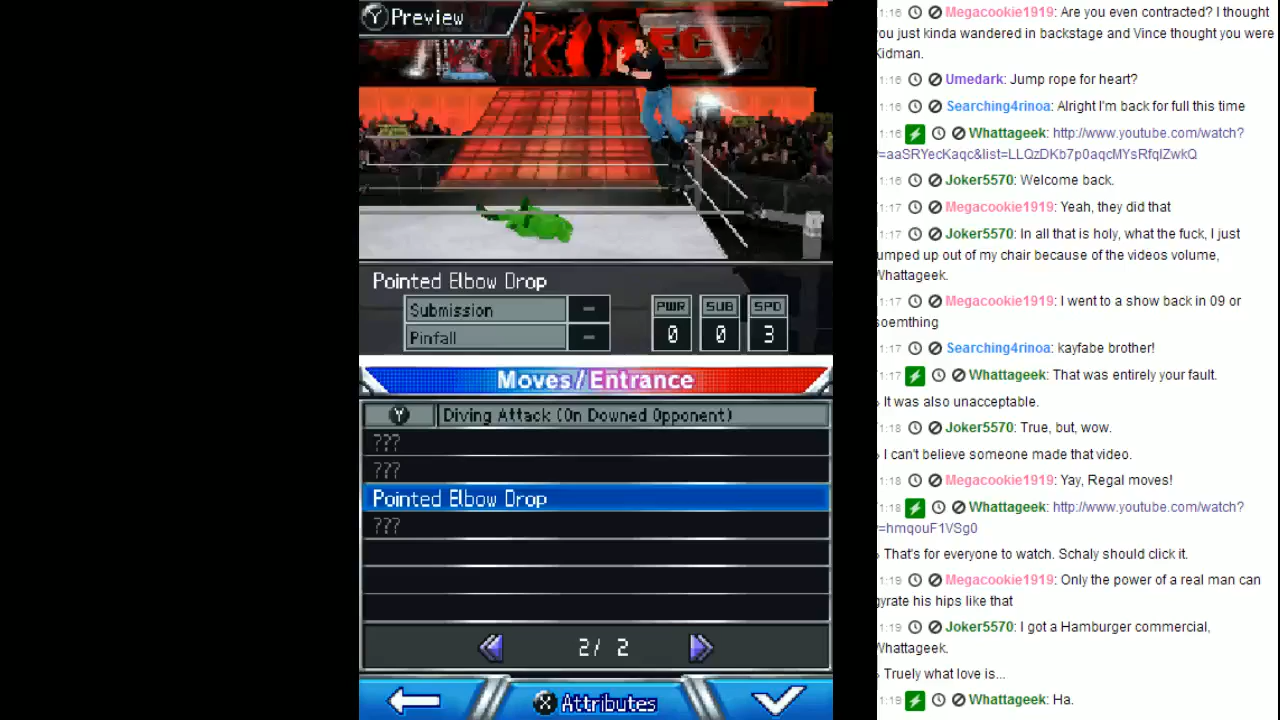 Y Preview
ECW
Pointed Elbow Drop
Submission –
Pinfall –
PWR SUB SPD
0 0 3
Moves/Entrance
Y Diving Attack (On Downed Opponent)
???
???
Pointed Elbow Drop
???
2/ 2
X Attributes
1:16 Megacookie1919: Are you even contracted? I thought
you just kinda wandered in backstage and Vince thought you were
Kidman.
1:16 Umedark: Jump rope for heart?
1:16 Searching4rinoa: Alright I'm back for full this time
1:16 Whattageek: http://www.youtube.com/watch?
=aaSRYecKaqc&list=LLQzDKb7p0aqcMYsRfqlZwkQ
1:16 Joker5570: Welcome back.
1:17 Megacookie1919: Yeah, they did that
1:17 Joker5570: In all that is holy, what the fuck, I just
umped up out of my chair because of the videos volume,
Whattageek.
1:17 Megacookie1919: I went to a show back in 09 or
soemthing
1:17 Searching4rinoa: kayfabe brother!
1:17 Whattageek: That was entirely your fault.
It was also unacceptable.
1:18 Joker5570: True, but, wow.
I can't believe someone made that video.
1:18 Megacookie1919: Yay, Regal moves!
1:18 Whattageek: http://www.youtube.com/watch?
=hmqouF1VSg0
That's for everyone to watch. Schaly should click it.
1:19 Megacookie1919: Only the power of a real man can
gyrate his hips like that
1:19 Joker5570: I got a Hamburger commercial,
Whattageek.
Truely what love is...
1:19 Whattageek: Ha.